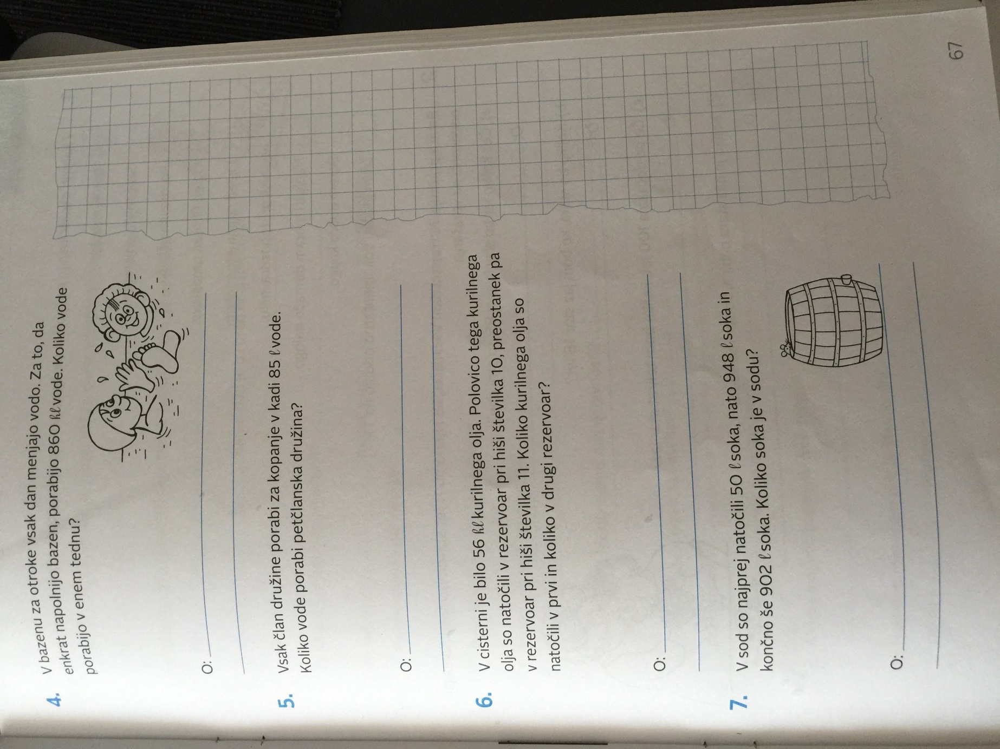 4. V bazenu za otroke vsak dan menjajo vodo. Za to, da
enkrat napolnijo bazen, porabijo 860 hl vode. Koliko vode
porabijo v enem tednu?
O:
5. Vsak član družine porabi za kopanje v kadi 85 l vode.
Koliko vode porabi petčlanska družina?
O:
6. V cisterni je bilo 56 hl kurilnega olja. Polovico tega kurilnega
olja so natočili v rezervoar pri hiši številka 10, preostanek pa
v rezervoar pri hiši številka 11. Koliko kurilnega olja so
natočili v prvi in koliko v drugi rezervoar?
O:
7. V sod so najprej natočili 50 l soka, nato 948 l soka in
končno še 902 l soka. Koliko soka je v sodu?
O:
67